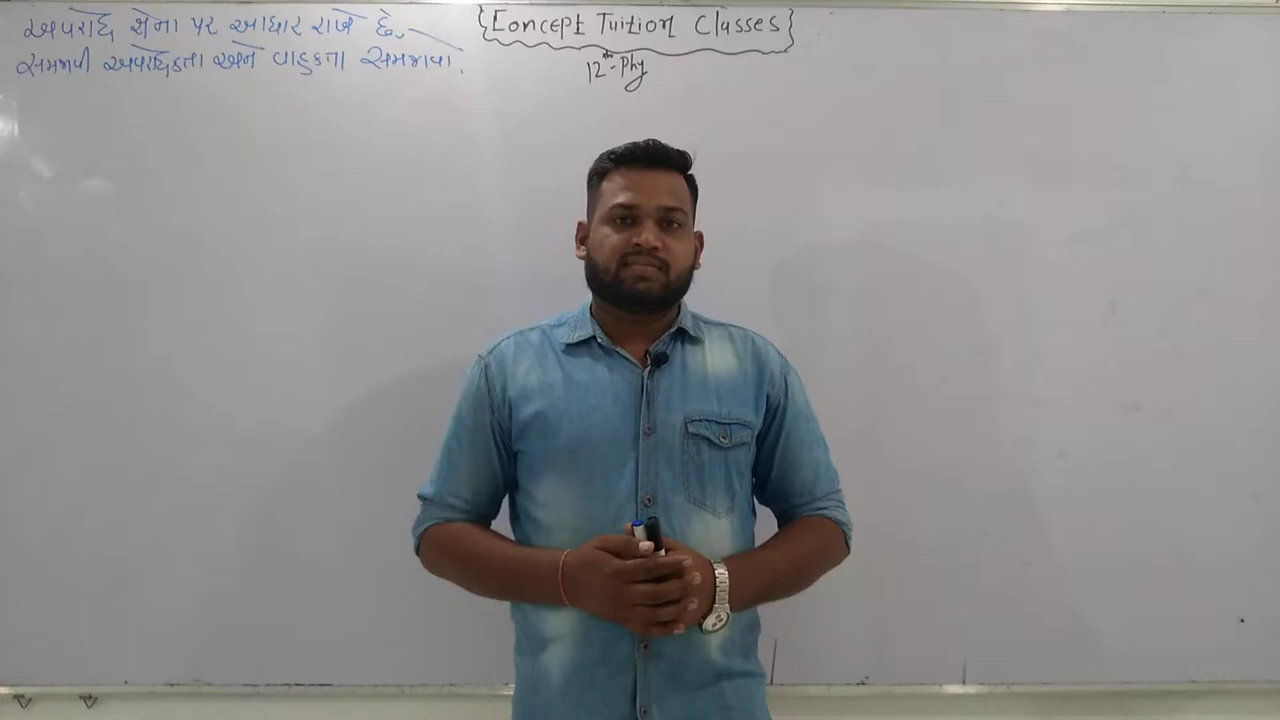 અવરોધ શેના પર આધાર રાખે છે,
સમજાવી અવરોધકતા અને વાહકતા સમજાવો.
{Concept Tuition Classes}
12th-Phy